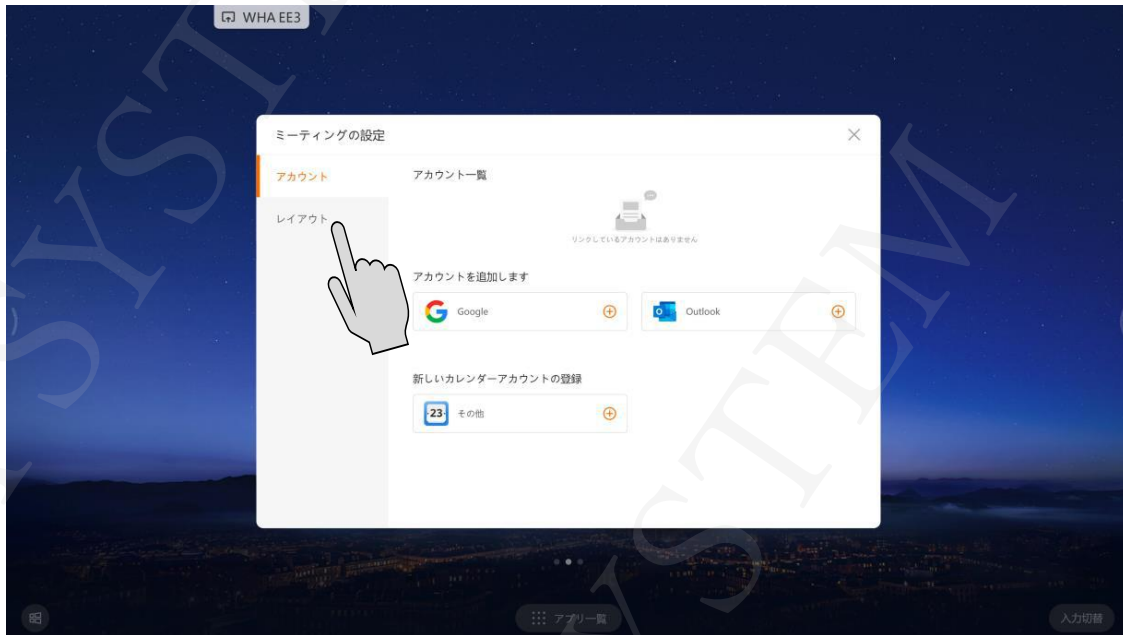 WHA EE3
ミーティングの設定
アカウント
レイアウト
アカウント一覧
リンクしているアカウントはありません
アカウントを追加します
Google
Outlook
新しいカレンダーアカウントの登録
23
その他
アプリ一覧
入力切替
SYSTEM
SYSTEM